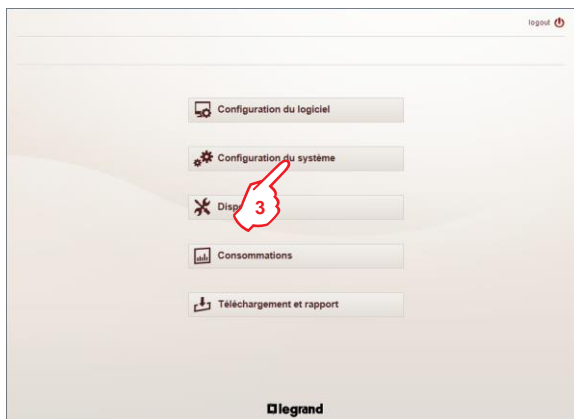 logout
Configuration du logiciel
Configuration du système
3
Consommations
Téléchargement et rapport
legrand